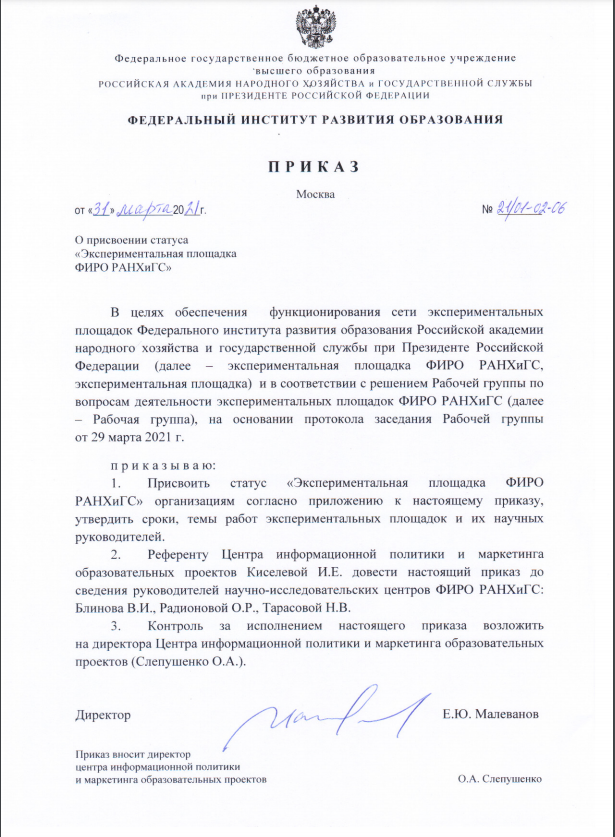 Федеральное государственное бюджетное образовательное учреждение
высшего образования
РОССИЙСКАЯ АКАДЕМИЯ НАРОДНОГО ХОЗЯЙСТВА и ГОСУДАРСТВЕННОЙ СЛУЖБЫ
при ПРЕЗИДЕНТЕ РОССИЙСКОЙ ФЕДЕРАЦИИ
ФЕДЕРАЛЬНЫЙ ИНСТИТУТ РАЗВИТИЯ ОБРАЗОВАНИЯ
П Р И К А З
Москва
от «31» марта 2021г. № 21/01-02-06
О присвоении статуса
«Экспериментальная площадка
ФИРО РАНХиГС»
В целях обеспечения функционирования сети экспериментальных
площадок Федерального института развития образования Российской академии
народного хозяйства и государственной службы при Президенте Российской
Федерации (далее – экспериментальная площадка ФИРО РАНХиГС,
экспериментальная площадка) и в соответствии с решением Рабочей группы по
вопросам деятельности экспериментальных площадок ФИРО РАНХиГС (далее
– Рабочая группа), на основании протокола заседания Рабочей группы
от 29 марта 2021 г.
п р и к а з ы в а ю:
1. Присвоить статус «Экспериментальная площадка ФИРО
РАНХиГС» организациям согласно приложению к настоящему приказу,
утвердить сроки, темы работ экспериментальных площадок и их научных
руководителей.
2. Референту Центра информационной политики и маркетинга
образовательных проектов Киселевой И.Е. довести настоящий приказ до
сведения руководителей научно-исследовательских центров ФИРО РАНХиГС:
Блинова В.И., Радионовой О.Р., Тарасовой Н.В.
3. Контроль за исполнением настоящего приказа возложить
на директора Центра информационной политики и маркетинга образовательных
проектов (Слепушенко О.А.).
Директор Е.Ю. Малеванов
Приказ вносит директор
центра информационной политики
и маркетинга образовательных проектов О.А. Слепушенко